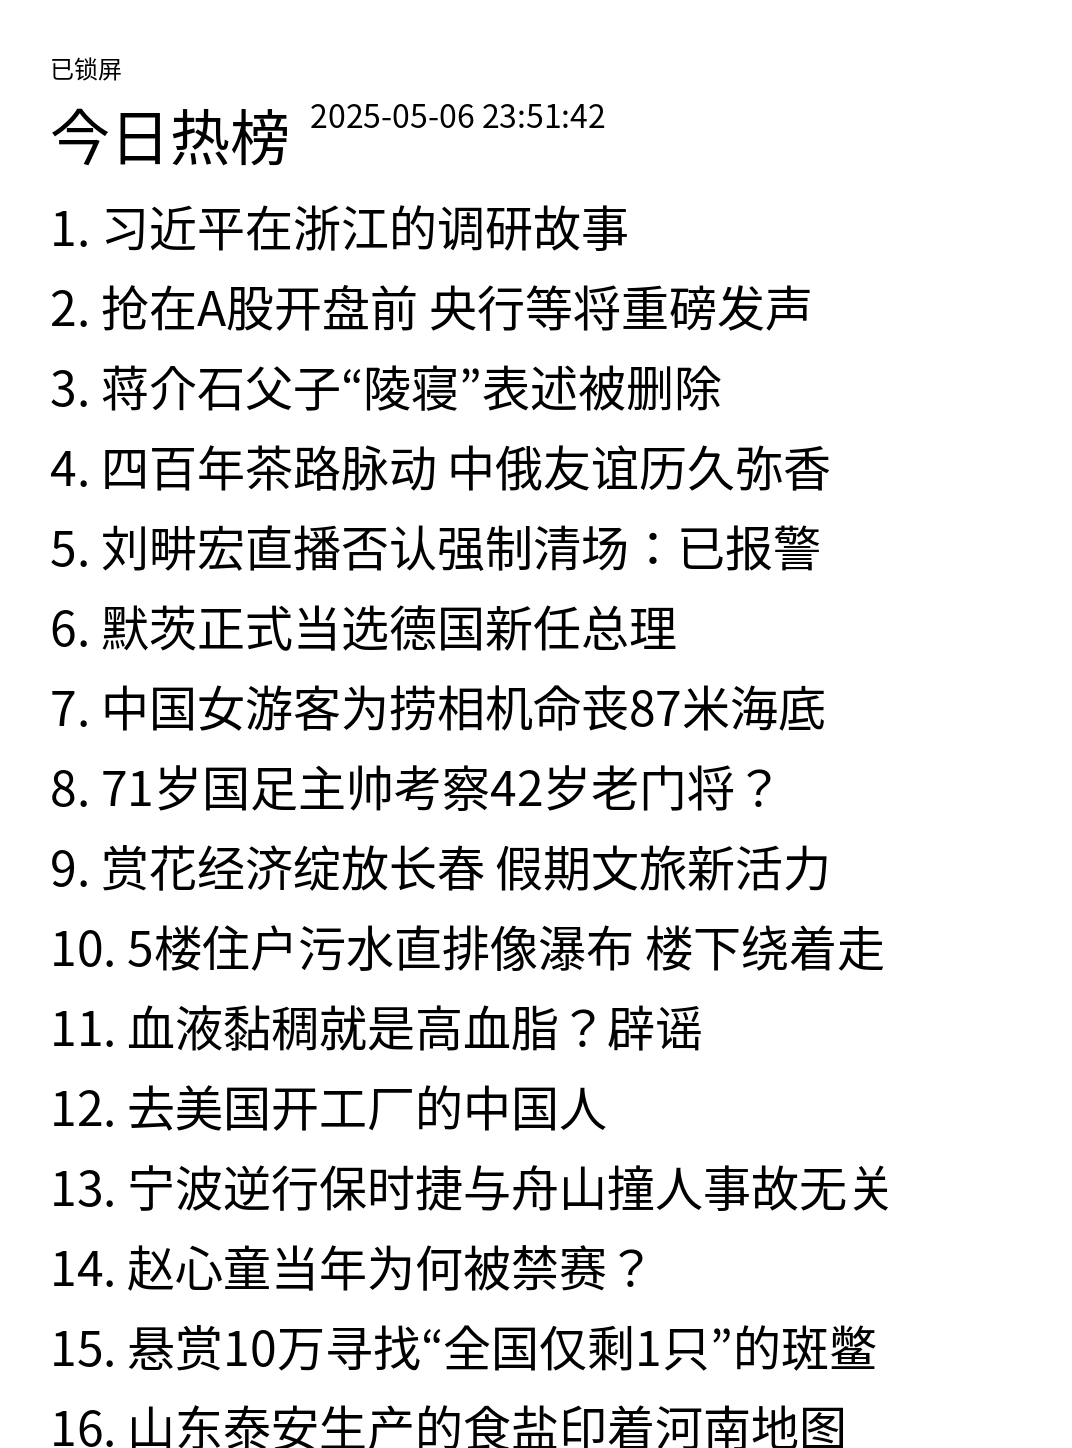 已锁屏
今日热榜 2025-05-06 23:51:42
1. 习近平在浙江的调研故事
2. 抢在A股开盘前 央行等将重磅发声
3. 蒋介石父子“陵寝”表述被删除
4. 四百年茶路脉动 中俄友谊历久弥香
5. 刘畊宏直播否认强制清场：已报警
6. 默茨正式当选德国新任总理
7. 中国女游客为捞相机命丧87米海底
8. 71岁国足主帅考察42岁老门将？
9. 赏花经济绽放长春 假期文旅新活力
10. 5楼住户污水直排像瀑布 楼下绕着走
11. 血液黏稠就是高血脂？辟谣
12. 去美国开工厂的中国人
13. 宁波逆行保时捷与舟山撞人事故无关
14. 赵心童当年为何被禁赛？
15. 悬赏10万寻找“全国仅剩1只”的斑鳖
16. 山东泰安生产的食盐印着河南地图